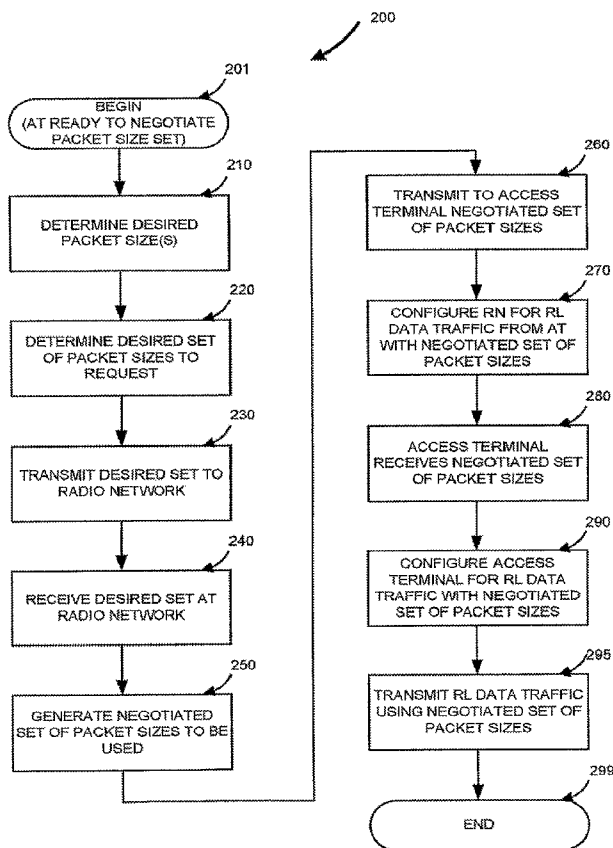 200
201
BEGIN
(AT READY TO NEGOTIATE
PACKET SIZE SET)
210
DETERMINE DESIRED
PACKET SIZE(S)
220
DETERMINE DESIRED SET
OF PACKET SIZES TO
REQUEST
230
TRANSMIT DESIRED SET TO
RADIO NETWORK
240
RECEIVE DESIRED SET AT
RADIO NETWORK
250
GENERATE NEGOTIATED
SET OF PACKET SIZES TO BE
USED
260
TRANSMIT TO ACCESS
TERMINAL NEGOTIATED SET
OF PACKET SIZES
270
CONFIGURE RN FOR RL
DATA TRAFFIC FROM AT
WITH NEGOTIATED SET OF
PACKET SIZES
280
ACCESS TERMINAL
RECEIVES NEGOTIATED SET
OF PACKET SIZES
290
CONFIGURE ACCESS
TERMINAL FOR RL DATA
TRAFFIC WITH NEGOTIATED
SET OF PACKET SIZES
295
TRANSMIT RL DATA TRAFFIC
USING NEGOTIATED SET OF
PACKET SIZES
299
END